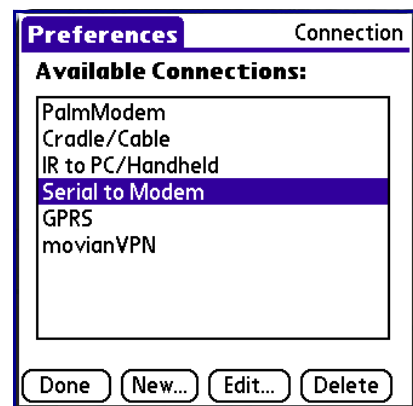 Preferences Connection
Available Connections:
PalmModem
Cradle/Cable
IR to PC/Handheld
Serial to Modem
GPRS
movianVPN
Done New... Edit... Delete